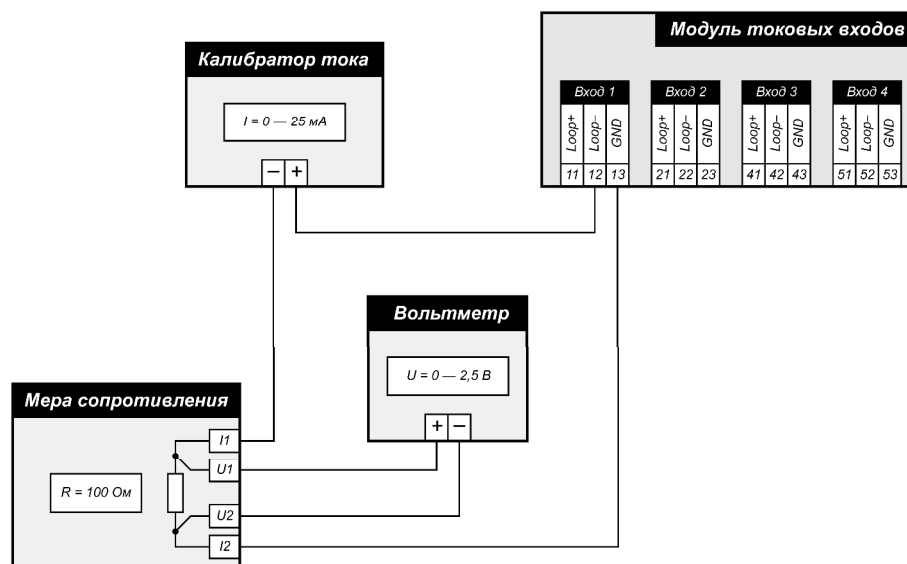 Модуль токовых входов
Калибратор тока
I = 0 — 25 мА
− +
Вход 1 Вход 2 Вход 3 Вход 4
Loop+ Loop− GND Loop+ Loop− GND Loop+ Loop− GND Loop+ Loop− GND
11 12 13 21 22 23 41 42 43 51 52 53
Вольтметр
U = 0 — 2,5 В
+ −
Мера сопротивления
R = 100 Ом
I1
U1
U2
I2